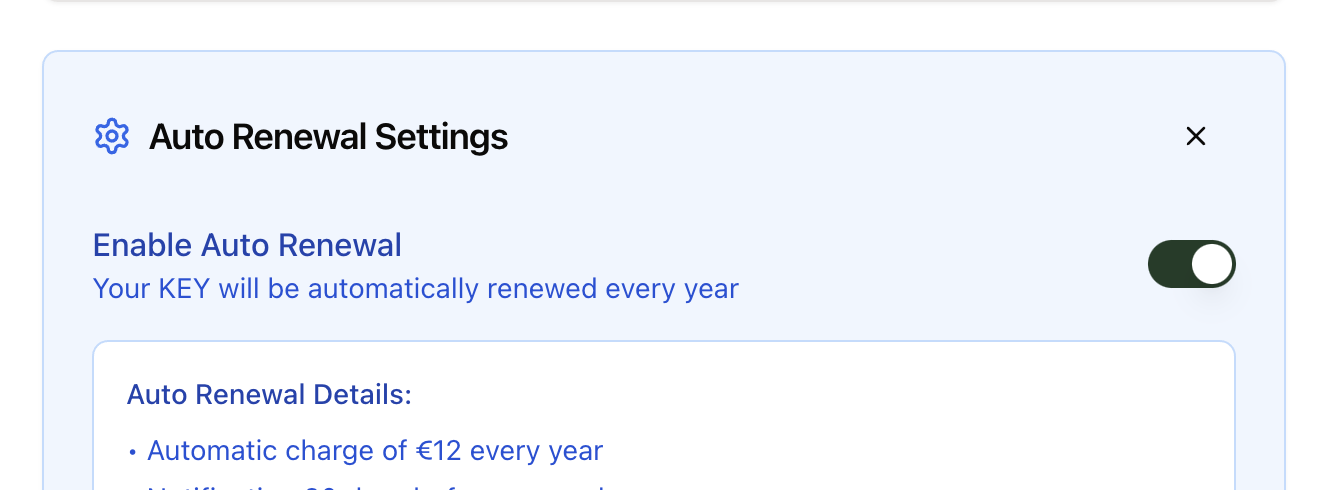 Auto Renewal Settings
Enable Auto Renewal
Your KEY will be automatically renewed every year
Auto Renewal Details:
• Automatic charge of €12 every year